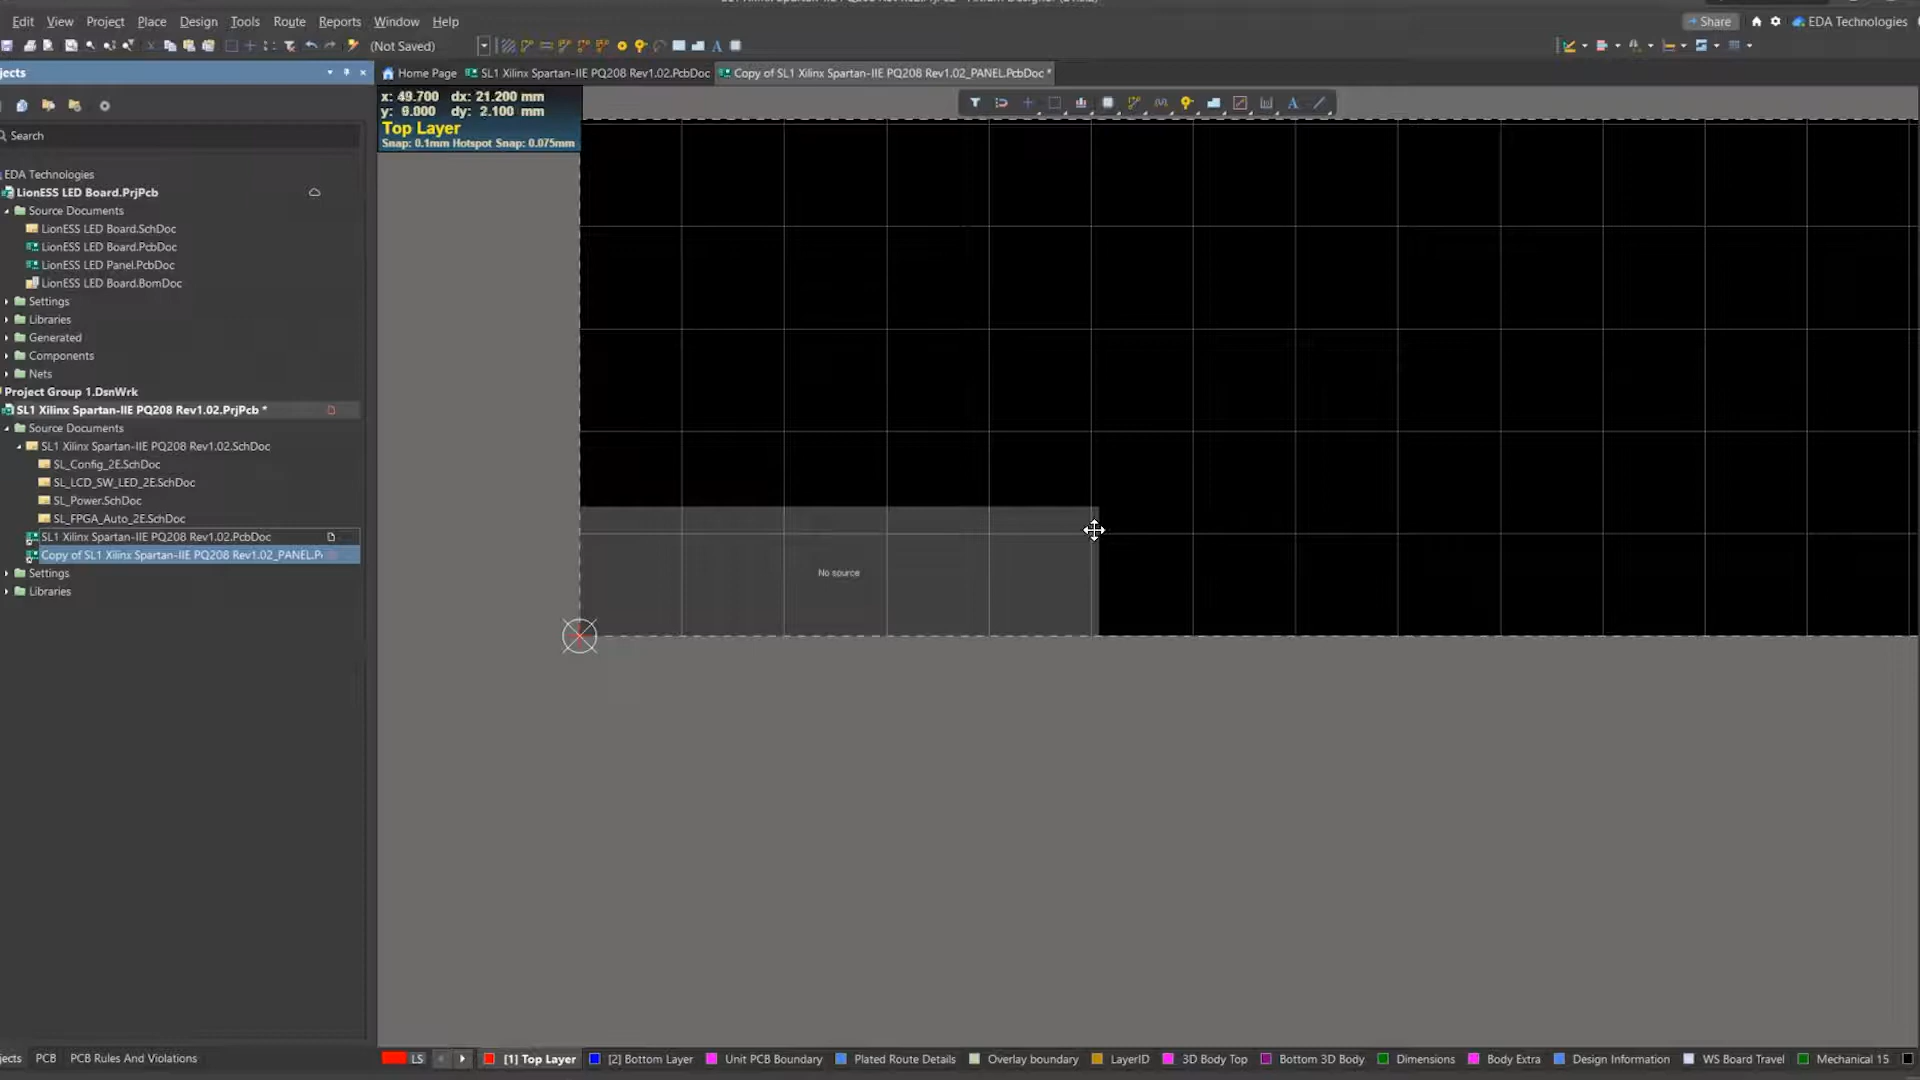 Edit View Project Place Design Tools Route Reports Window Help
Share
EDA Technologies
(Not Saved)
jects
Home Page
SL1 Xilinx Spartan-IIE PQ208 Rev1.02.PcbDoc
Copy of SL1 Xilinx Spartan-IIE PQ208 Rev1.02_PANEL.PcbDoc *
x: 49.700 dx: 21.200 mm
y: 9.000 dy: 2.100 mm
Top Layer
Snap: 0.1mm Hotspot Snap: 0.075mm
Search
EDA Technologies
LionESS LED Board.PrjPcb
Source Documents
LionESS LED Board.SchDoc
LionESS LED Board.PcbDoc
LionESS LED Panel.PcbDoc
LionESS LED Board.BomDoc
Settings
Libraries
Generated
Components
Nets
Project Group 1.DsnWrk
SL1 Xilinx Spartan-IIE PQ208 Rev1.02.PrjPcb *
Source Documents
SL1 Xilinx Spartan-IIE PQ208 Rev1.02.SchDoc
SL_Config_2E.SchDoc
SL_LCD_SW_LED_2E.SchDoc
SL_Power.SchDoc
SL_FPGA_Auto_2E.SchDoc
SL1 Xilinx Spartan-IIE PQ208 Rev1.02.PcbDoc
Copy of SL1 Xilinx Spartan-IIE PQ208 Rev1.02_PANEL.P
Settings
Libraries
No source
jects PCB PCB Rules And Violations
LS [1] Top Layer [2] Bottom Layer Unit PCB Boundary Plated Route Details Overlay boundary LayerID 3D Body Top Bottom 3D Body Dimensions Body Extra Design Information WS Board Travel Mechanical 15